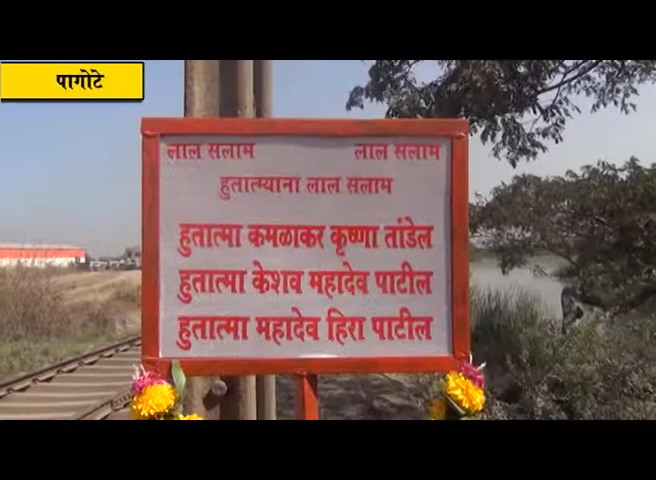 पागोटे
लाल सलाम लाल सलाम
हुतात्म्याना लाल सलाम
हुतात्मा कमळाकर कृष्णा तांडेल
हुतात्मा केशव महादेव पाटील
हुतात्मा महादेव हिरा पाटील